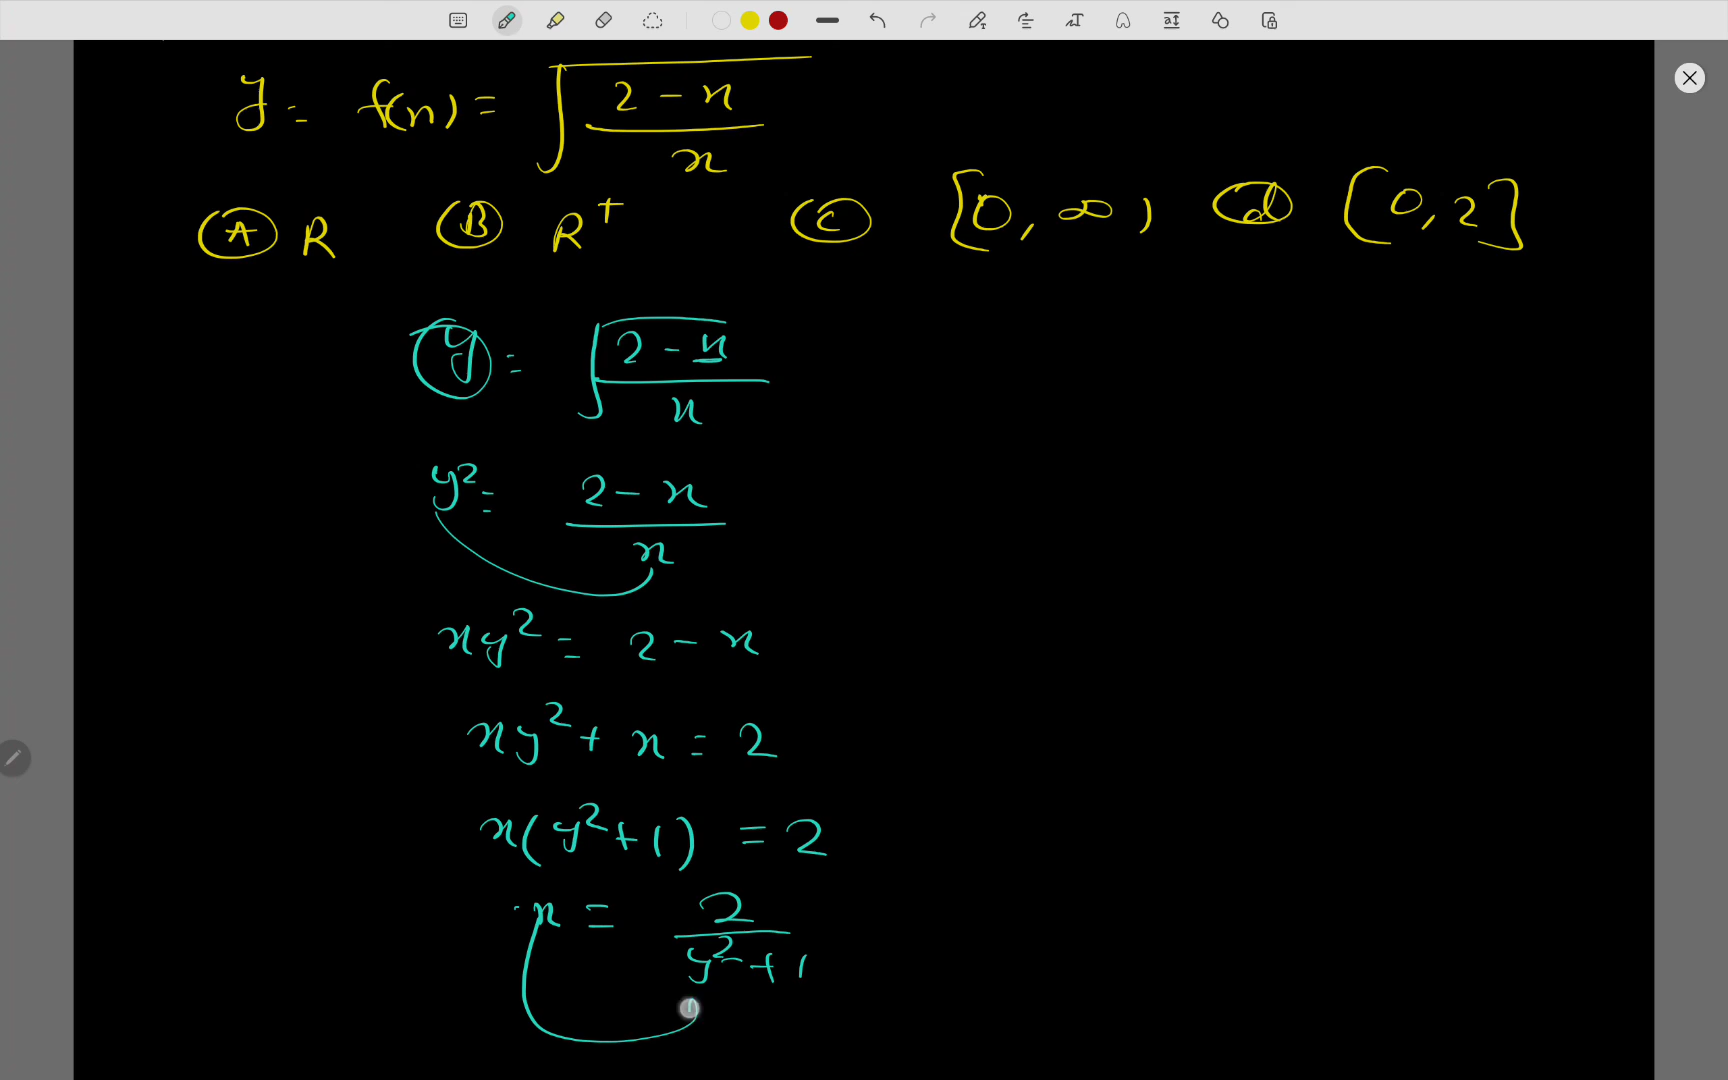 y = f(x) = √(2 - x / x)
(A) R (B) R⁺ (C) [0, ∞) (d) [0, 2]
y = √(2 - x / x)
y² = 2 - x / x
xy² = 2 - x
xy² + x = 2
x(y² + 1) = 2
x = 2 / y² + 1